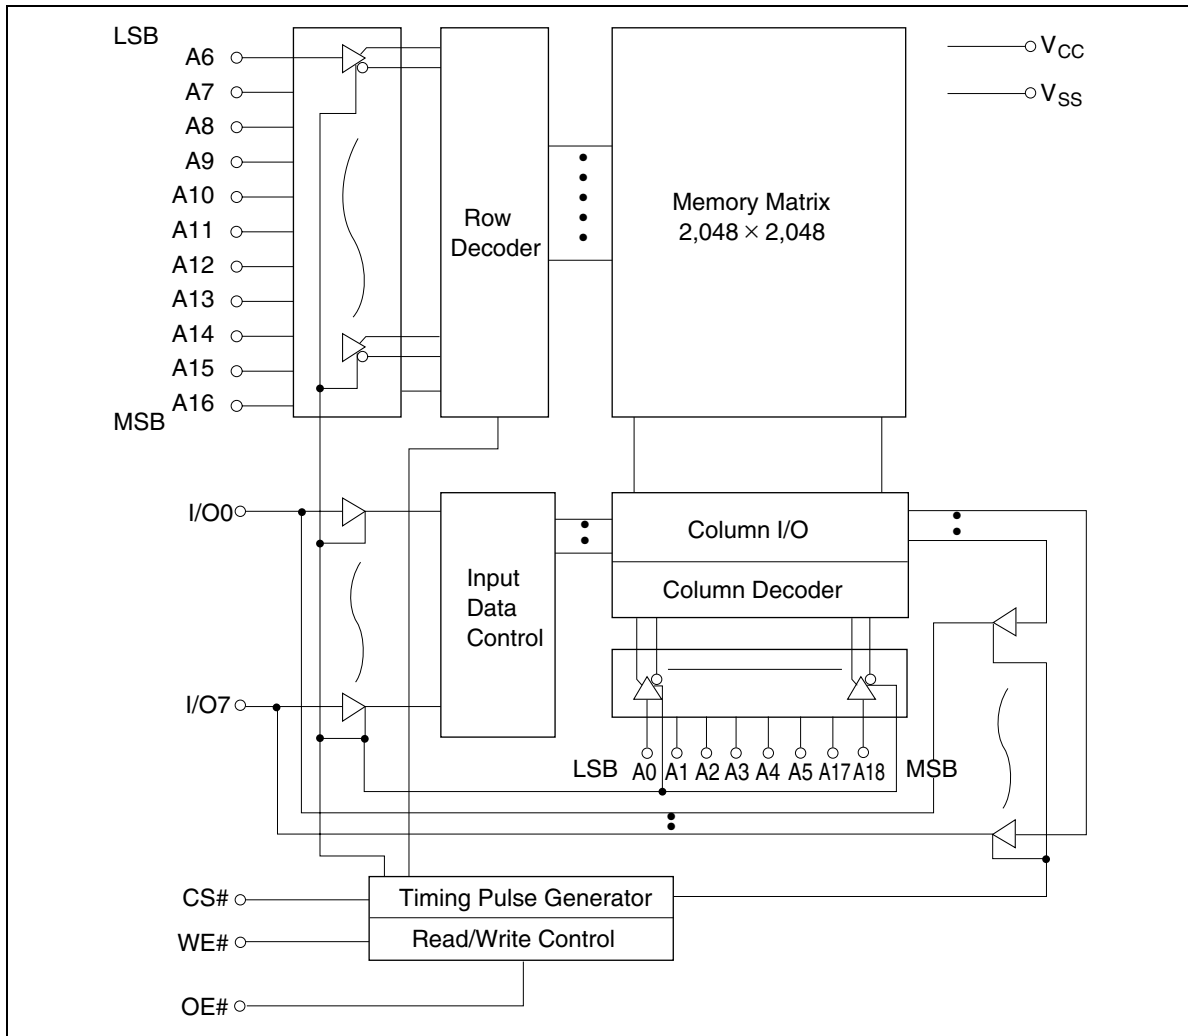 LSB
A6
A7
A8
A9
A10
A11
A12
A13
A14
A15
A16
MSB
Row
Decoder
Memory Matrix
2,048 × 2,048
VCC
VSS
I/O0
I/O7
Input
Data
Control
Column I/O
Column Decoder
LSB A0 A1 A2 A3 A4 A5 A17 A18 MSB
CS#
WE#
OE#
Timing Pulse Generator
Read/Write Control